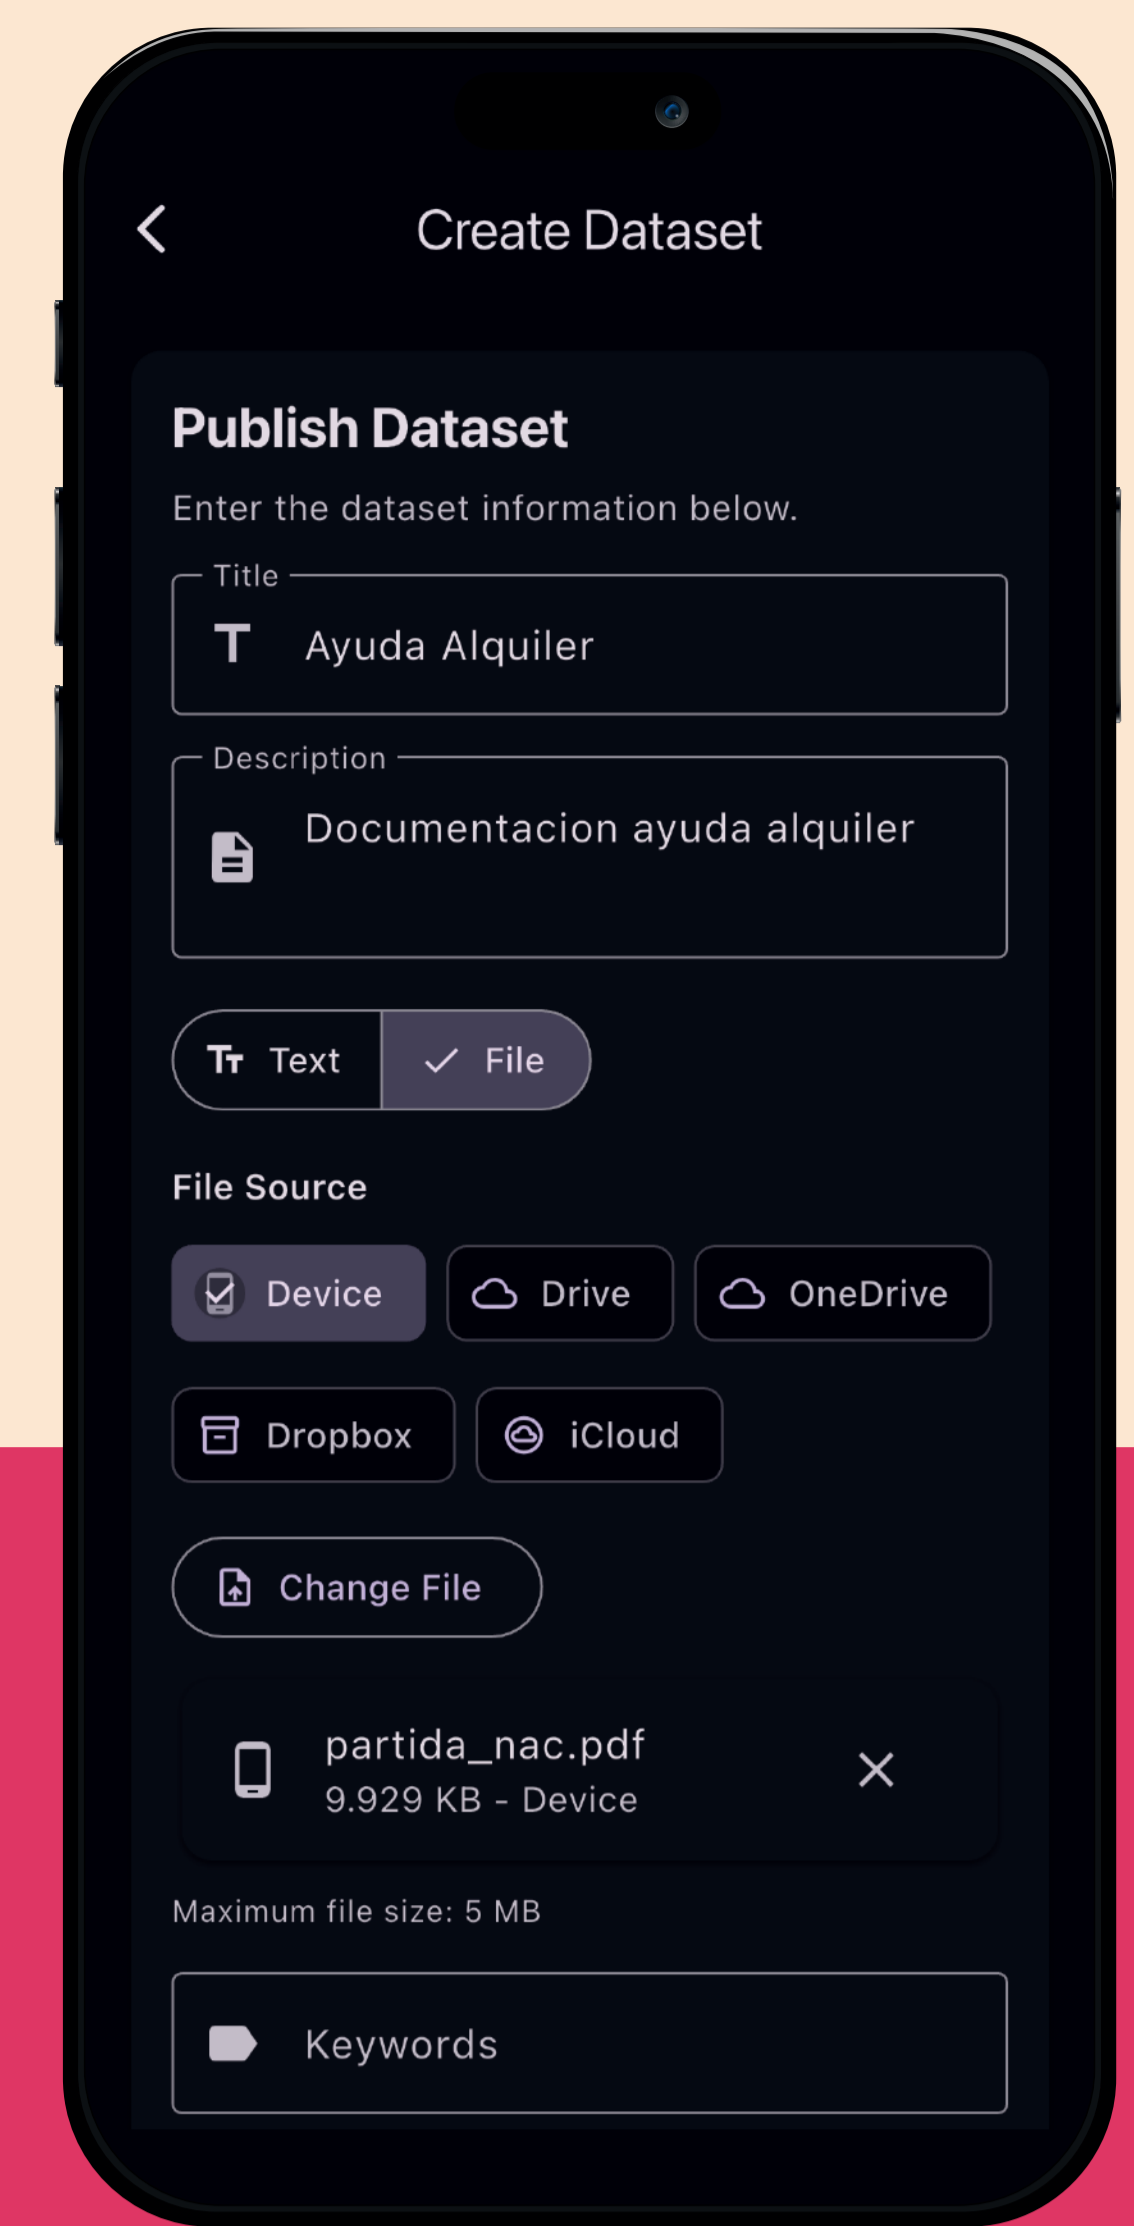 Create Dataset
Publish Dataset
Enter the dataset information below.
Title
Ayuda Alquiler
Description
Documentacion ayuda alquiler
Text
File
File Source
Device
Drive
OneDrive
Dropbox
iCloud
Change File
partida_nac.pdf
9.929 KB - Device
Maximum file size: 5 MB
Keywords